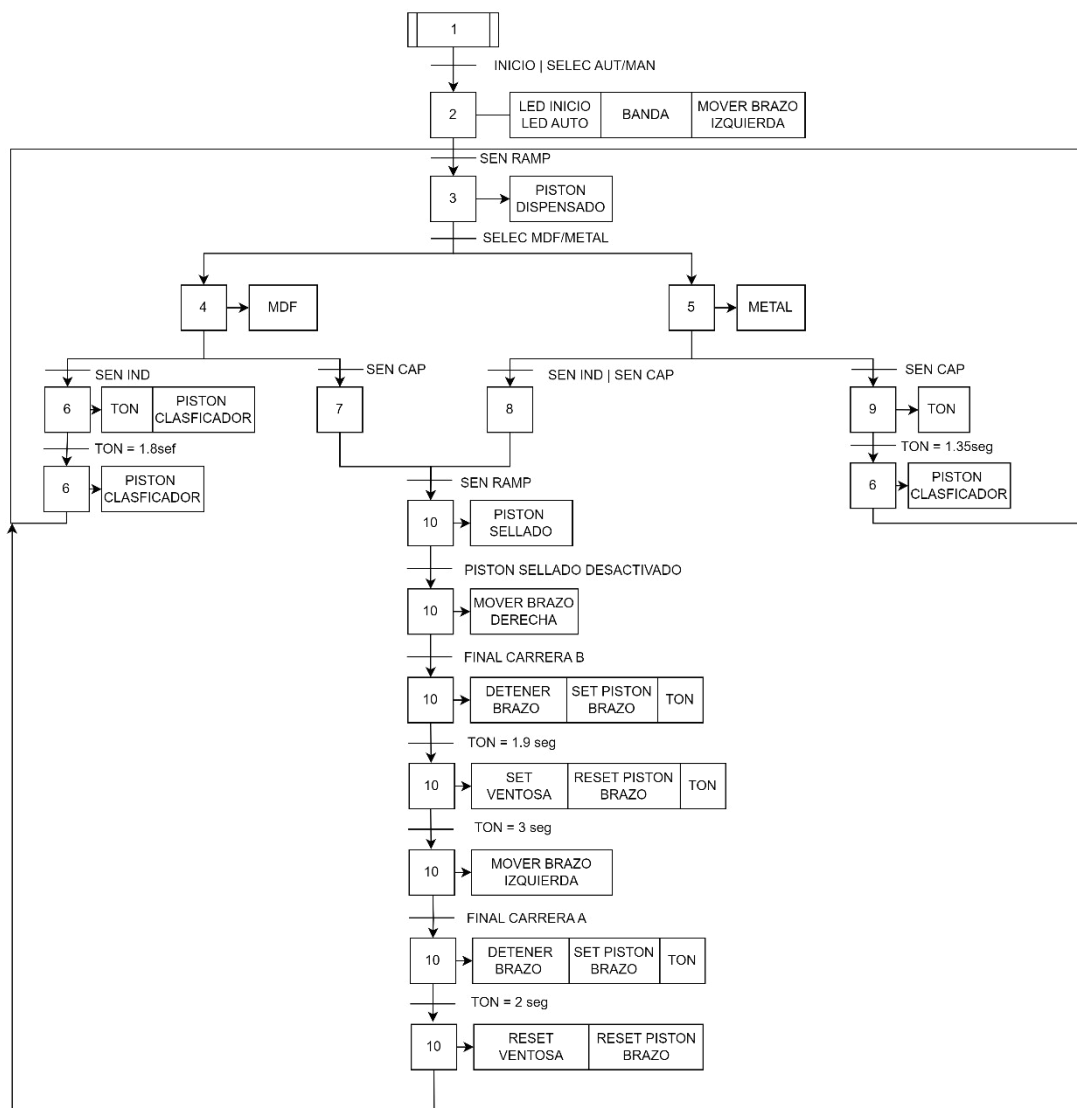 1
INICIO | SELEC AUT/MAN
2
LED INICIO
LED AUTO
BANDA
MOVER BRAZO
IZQUIERDA
SEN RAMP
3
PISTON
DISPENSADO
SELEC MDF/METAL
4
MDF
5
METAL
SEN IND
SEN CAP
SEN IND | SEN CAP
SEN CAP
6
TON
PISTON
CLASFICADOR
7
8
9
TON
TON = 1.8sef
TON = 1.35seg
6
PISTON
CLASFICADOR
6
PISTON
CLASFICADOR
SEN RAMP
10
PISTON
SELLADO
PISTON SELLADO DESACTIVADO
10
MOVER BRAZO
DERECHA
FINAL CARRERA B
10
DETENER
BRAZO
SET PISTON
BRAZO
TON
TON = 1.9 seg
10
SET
VENTOSA
RESET PISTON
BRAZO
TON
TON = 3 seg
10
MOVER BRAZO
IZQUIERDA
FINAL CARRERA A
10
DETENER
BRAZO
SET PISTON
BRAZO
TON
TON = 2 seg
10
RESET
VENTOSA
RESET PISTON
BRAZO